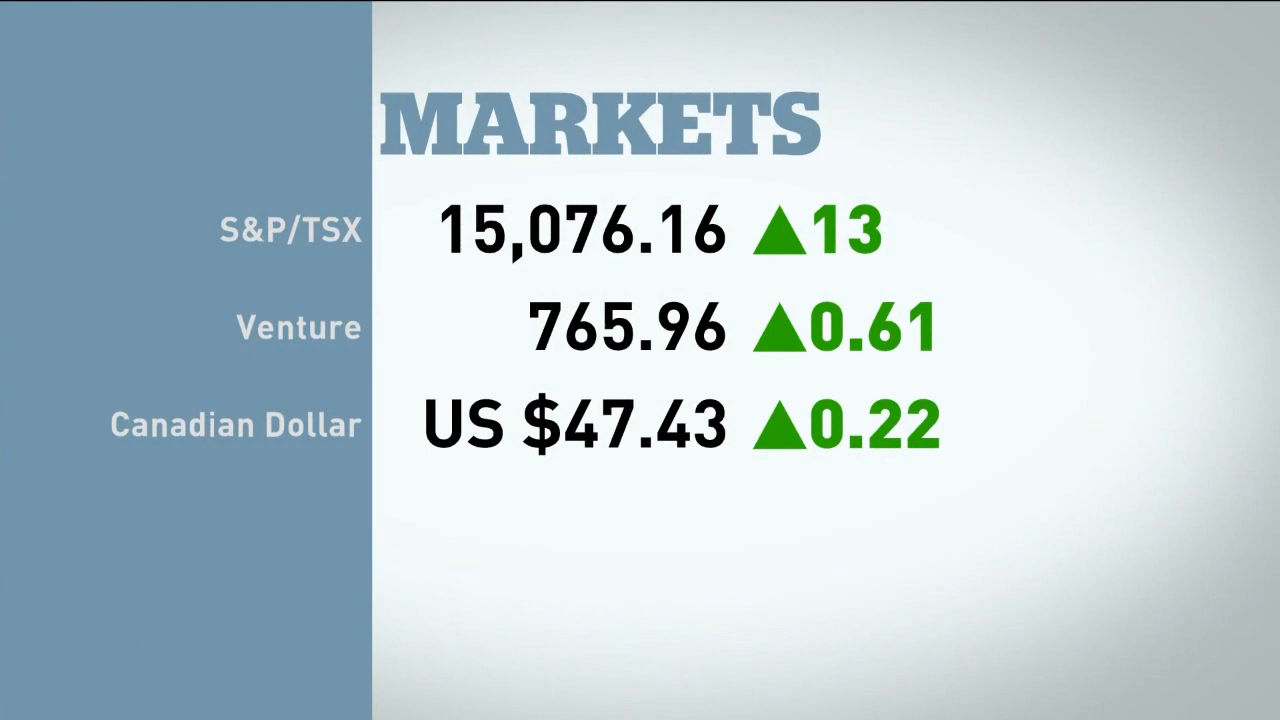 MARKETS
S&P/TSX 15,076.16 ▲13
Venture 765.96 ▲0.61
Canadian Dollar US $47.43 ▲0.22